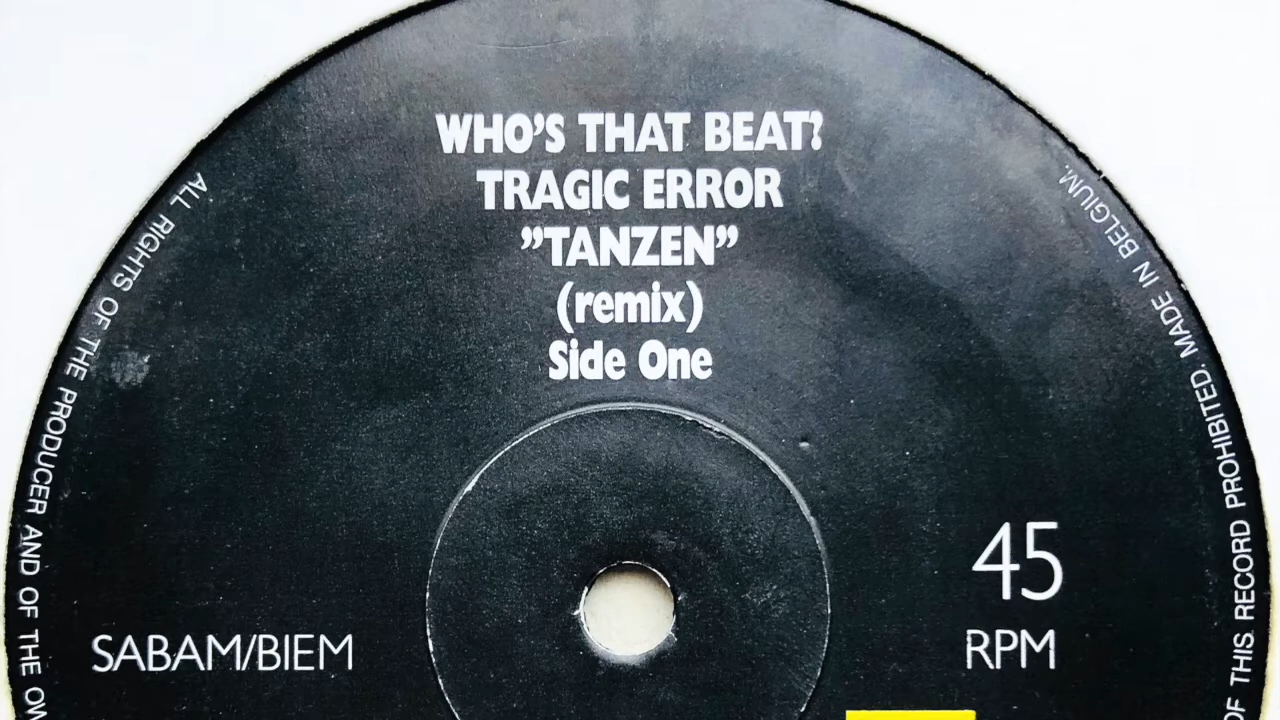 WHO'S THAT BEAT?
TRAGIC ERROR
”TANZEN”
(remix)
Side One
45
RPM
SABAM/BIEM
ALL RIGHTS OF THE PRODUCER AND OF THE
OF THIS RECORD PROHIBITED. MADE IN BELGIUM.